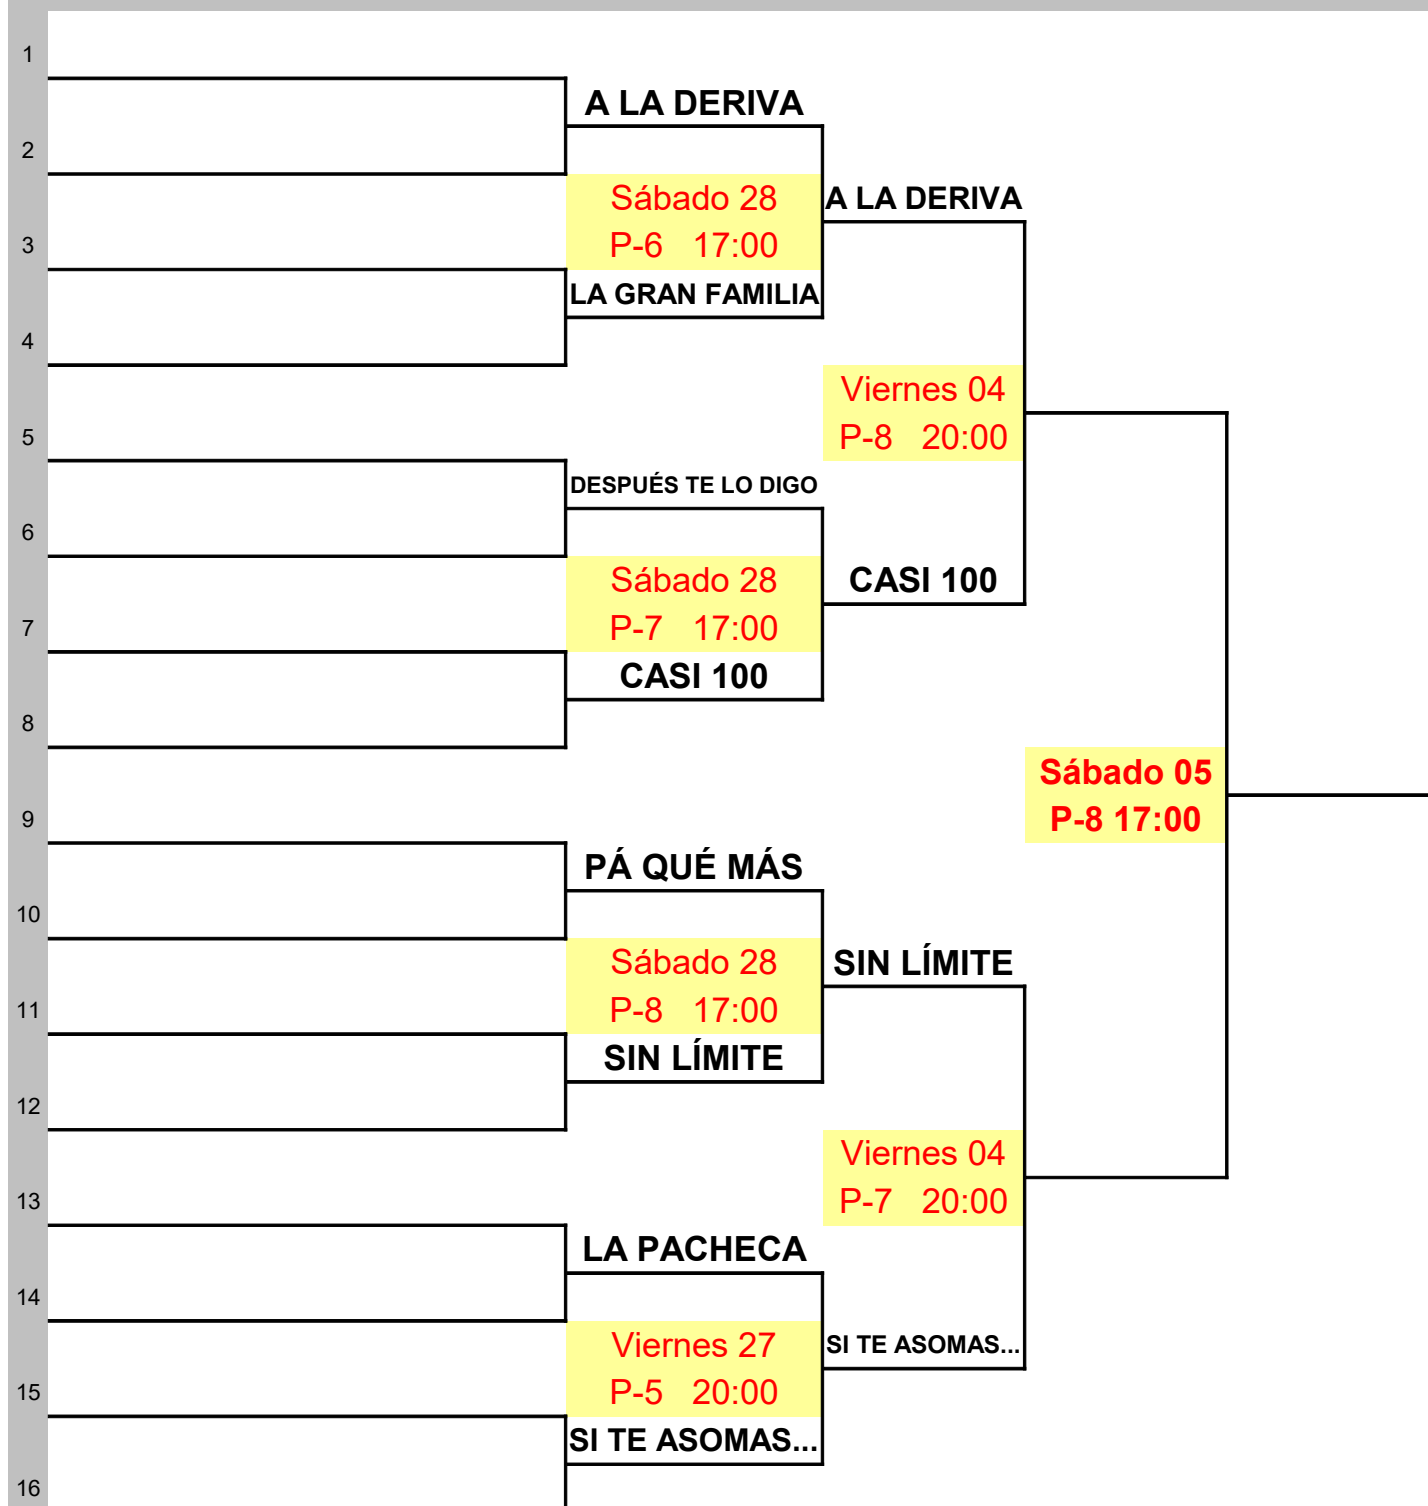 1
A LA DERIVA
2
Sábado 28
A LA DERIVA
P-6 17:00
3
LA GRAN FAMILIA
4
Viernes 04
P-8 20:00
5
DESPUÉS TE LO DIGO
6
Sábado 28
CASI 100
P-7 17:00
7
CASI 100
8
Sábado 05
P-8 17:00
9
PÁ QUÉ MÁS
10
Sábado 28
SIN LÍMITE
P-8 17:00
11
SIN LÍMITE
12
Viernes 04
P-7 20:00
13
LA PACHECA
14
Viernes 27
SI TE ASOMAS...
P-5 20:00
15
SI TE ASOMAS...
16